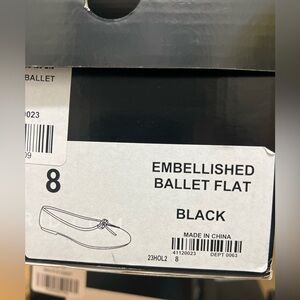 BALLET
0023
09
8
EMBELLISHED
BALLET FLAT
BLACK
MADE IN CHINA
41120023 DEPT 0063
23HOL2 8